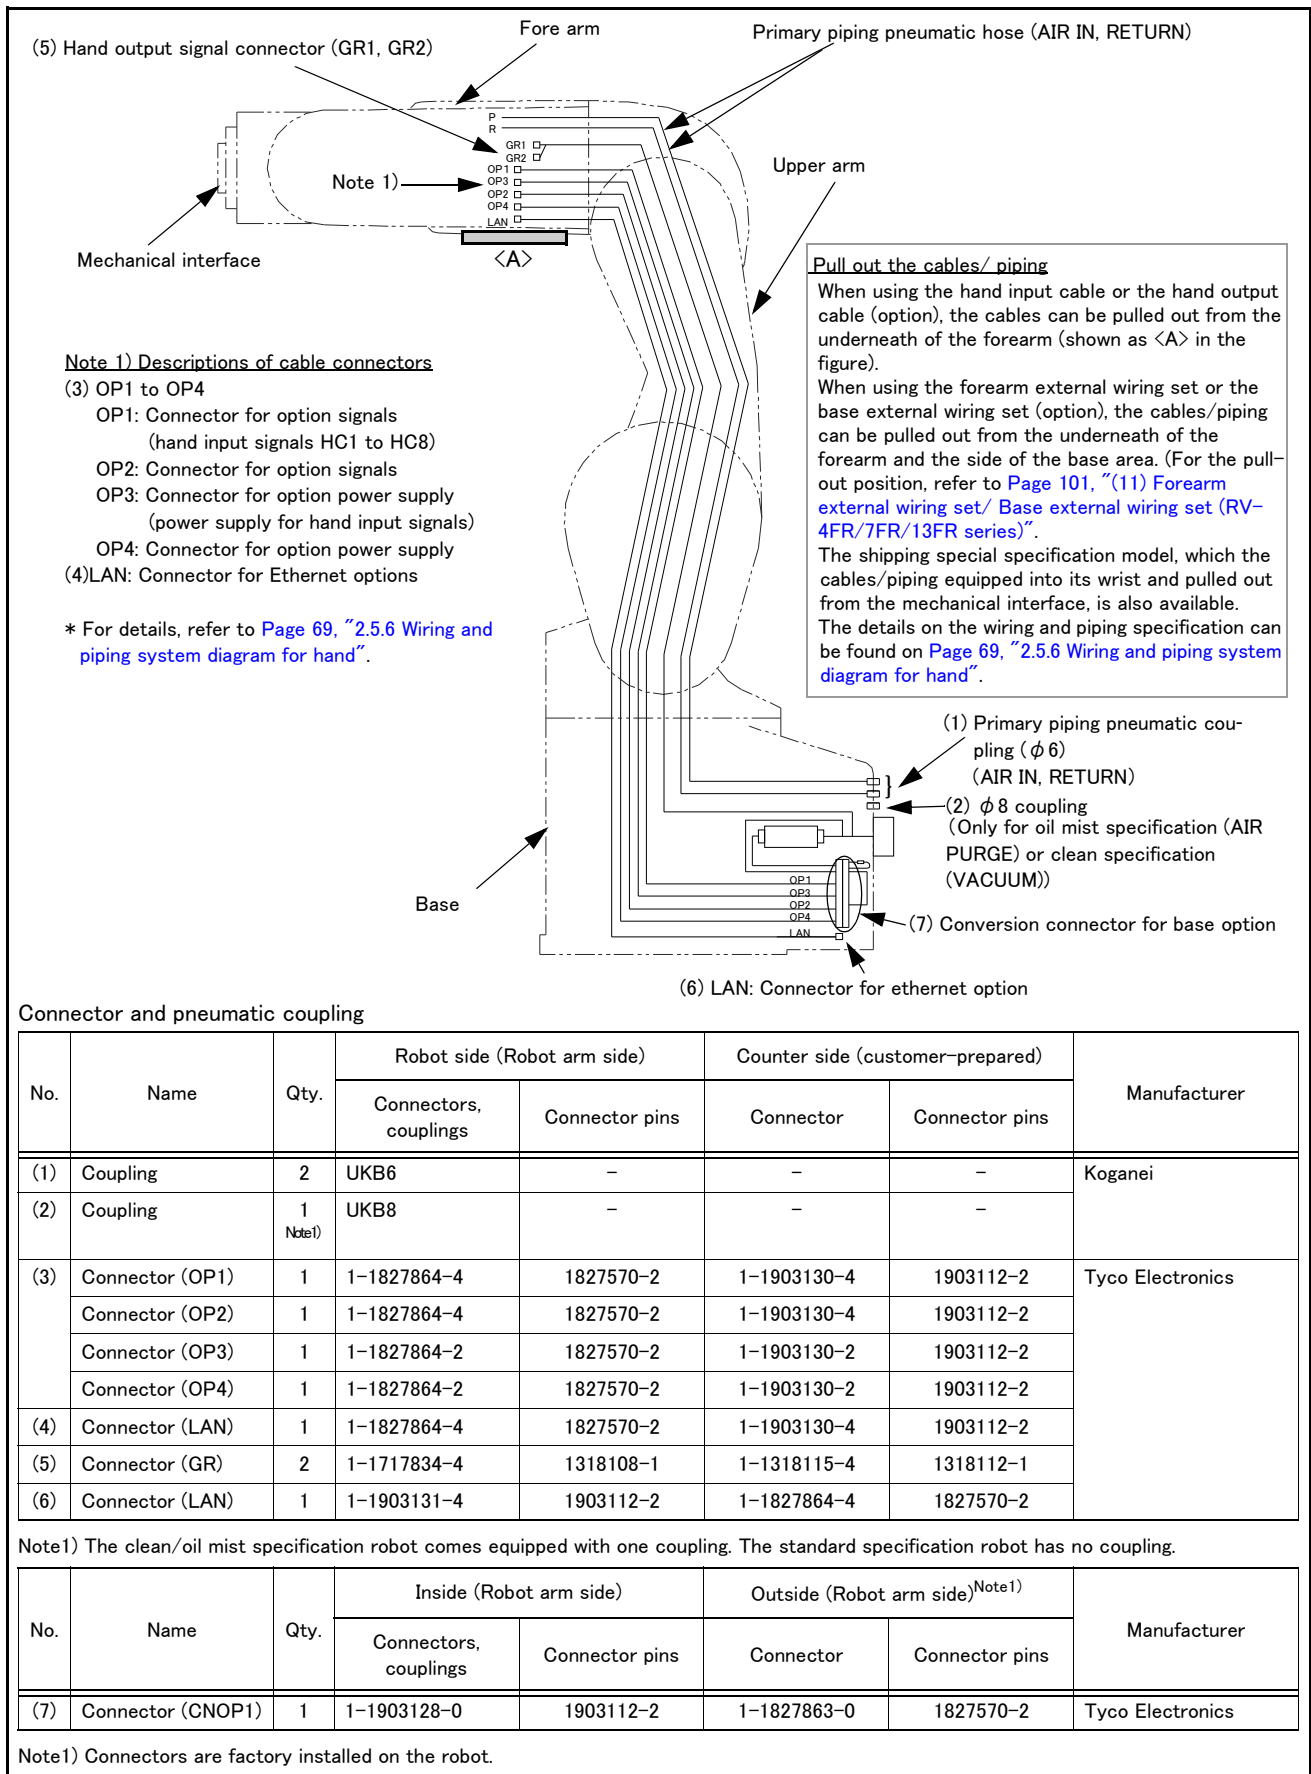 (5) Hand output signal connector (GR1, GR2)
Fore arm
Primary piping pneumatic hose (AIR IN, RETURN)
P
R
GR1
GR2
OP1
OP3
OP2
OP4
LAN
Note 1)
Upper arm
Mechanical interface
<A>
Pull out the cables/ piping
When using the hand input cable or the hand output
cable (option), the cables can be pulled out from the
underneath of the forearm (shown as <A> in the
figure).
When using the forearm external wiring set or the
base external wiring set (option), the cables/piping
can be pulled out from the underneath of the
forearm and the side of the base area. (For the pull-
out position, refer to Page 101, "(11) Forearm
external wiring set/ Base external wiring set (RV-
4FR/7FR/13FR series)".
The shipping special specification model, which the
cables/piping equipped into its wrist and pulled out
from the mechanical interface, is also available.
The details on the wiring and piping specification can
be found on Page 69, "2.5.6 Wiring and piping system
diagram for hand".
Note 1) Descriptions of cable connectors
(3) OP1 to OP4
OP1: Connector for option signals
(hand input signals HC1 to HC8)
OP2: Connector for option signals
OP3: Connector for option power supply
(power supply for hand input signals)
OP4: Connector for option power supply
(4)LAN: Connector for Ethernet options
* For details, refer to Page 69, "2.5.6 Wiring and
piping system diagram for hand".
(1) Primary piping pneumatic cou-
pling (φ6)
(AIR IN, RETURN)
(2) φ8 coupling
(Only for oil mist specification (AIR
PURGE) or clean specification
(VACUUM))
OP1
OP3
OP2
OP4
LAN
Base
(7) Conversion connector for base option
(6) LAN: Connector for ethernet option
Connector and pneumatic coupling
No. Name Qty. Robot side (Robot arm side) Counter side (customer-prepared) Manufacturer
Connectors, couplings Connector pins Connector Connector pins
(1) Coupling 2 UKB6 - - - Koganei
(2) Coupling 1 Note1) UKB8 - - -
(3) Connector (OP1) 1 1-1827864-4 1827570-2 1-1903130-4 1903112-2 Tyco Electronics
Connector (OP2) 1 1-1827864-4 1827570-2 1-1903130-4 1903112-2
Connector (OP3) 1 1-1827864-2 1827570-2 1-1903130-2 1903112-2
Connector (OP4) 1 1-1827864-2 1827570-2 1-1903130-2 1903112-2
(4) Connector (LAN) 1 1-1827864-4 1827570-2 1-1903130-4 1903112-2
(5) Connector (GR) 2 1-1717834-4 1318108-1 1-1318115-4 1318112-1
(6) Connector (LAN) 1 1-1903131-4 1903112-2 1-1827864-4 1827570-2
Note1) The clean/oil mist specification robot comes equipped with one coupling. The standard specification robot has no coupling.
No. Name Qty. Inside (Robot arm side) Outside (Robot arm side)Note1) Manufacturer
Connectors, couplings Connector pins Connector Connector pins
(7) Connector (CNOP1) 1 1-1903128-0 1903112-2 1-1827863-0 1827570-2 Tyco Electronics
Note1) Connectors are factory installed on the robot.